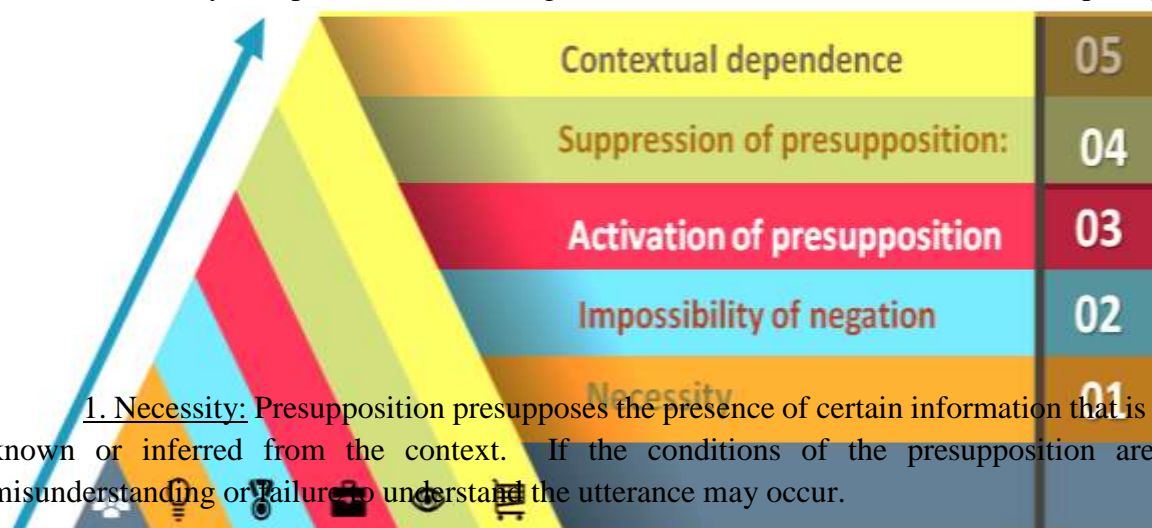 Contextual dependence 05
Suppression of presupposition: 04
Activation of presupposition 03
Impossibility of negation 02
Necessity 01
1. Necessity: Presupposition presupposes the presence of certain information that is
known or inferred from the context. If the conditions of the presupposition are
misunderstanding or failure to understand the utterance may occur.